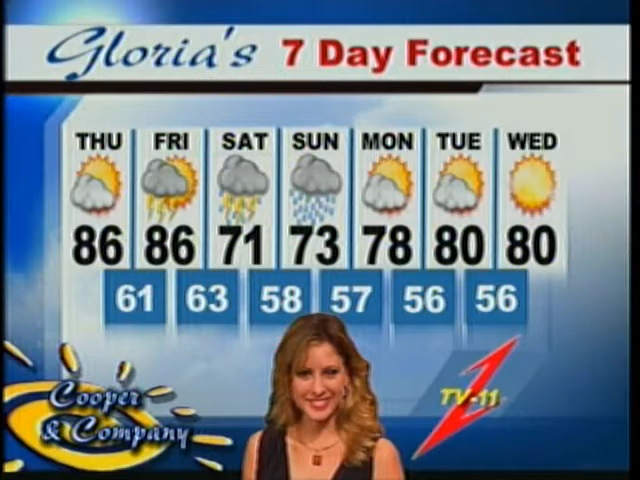 Gloria's 7 Day Forecast
THU FRI SAT SUN MON TUE WED
86 86 71 73 78 80 80
61 63 58 57 56 56
Cooper
& Company
TV-11